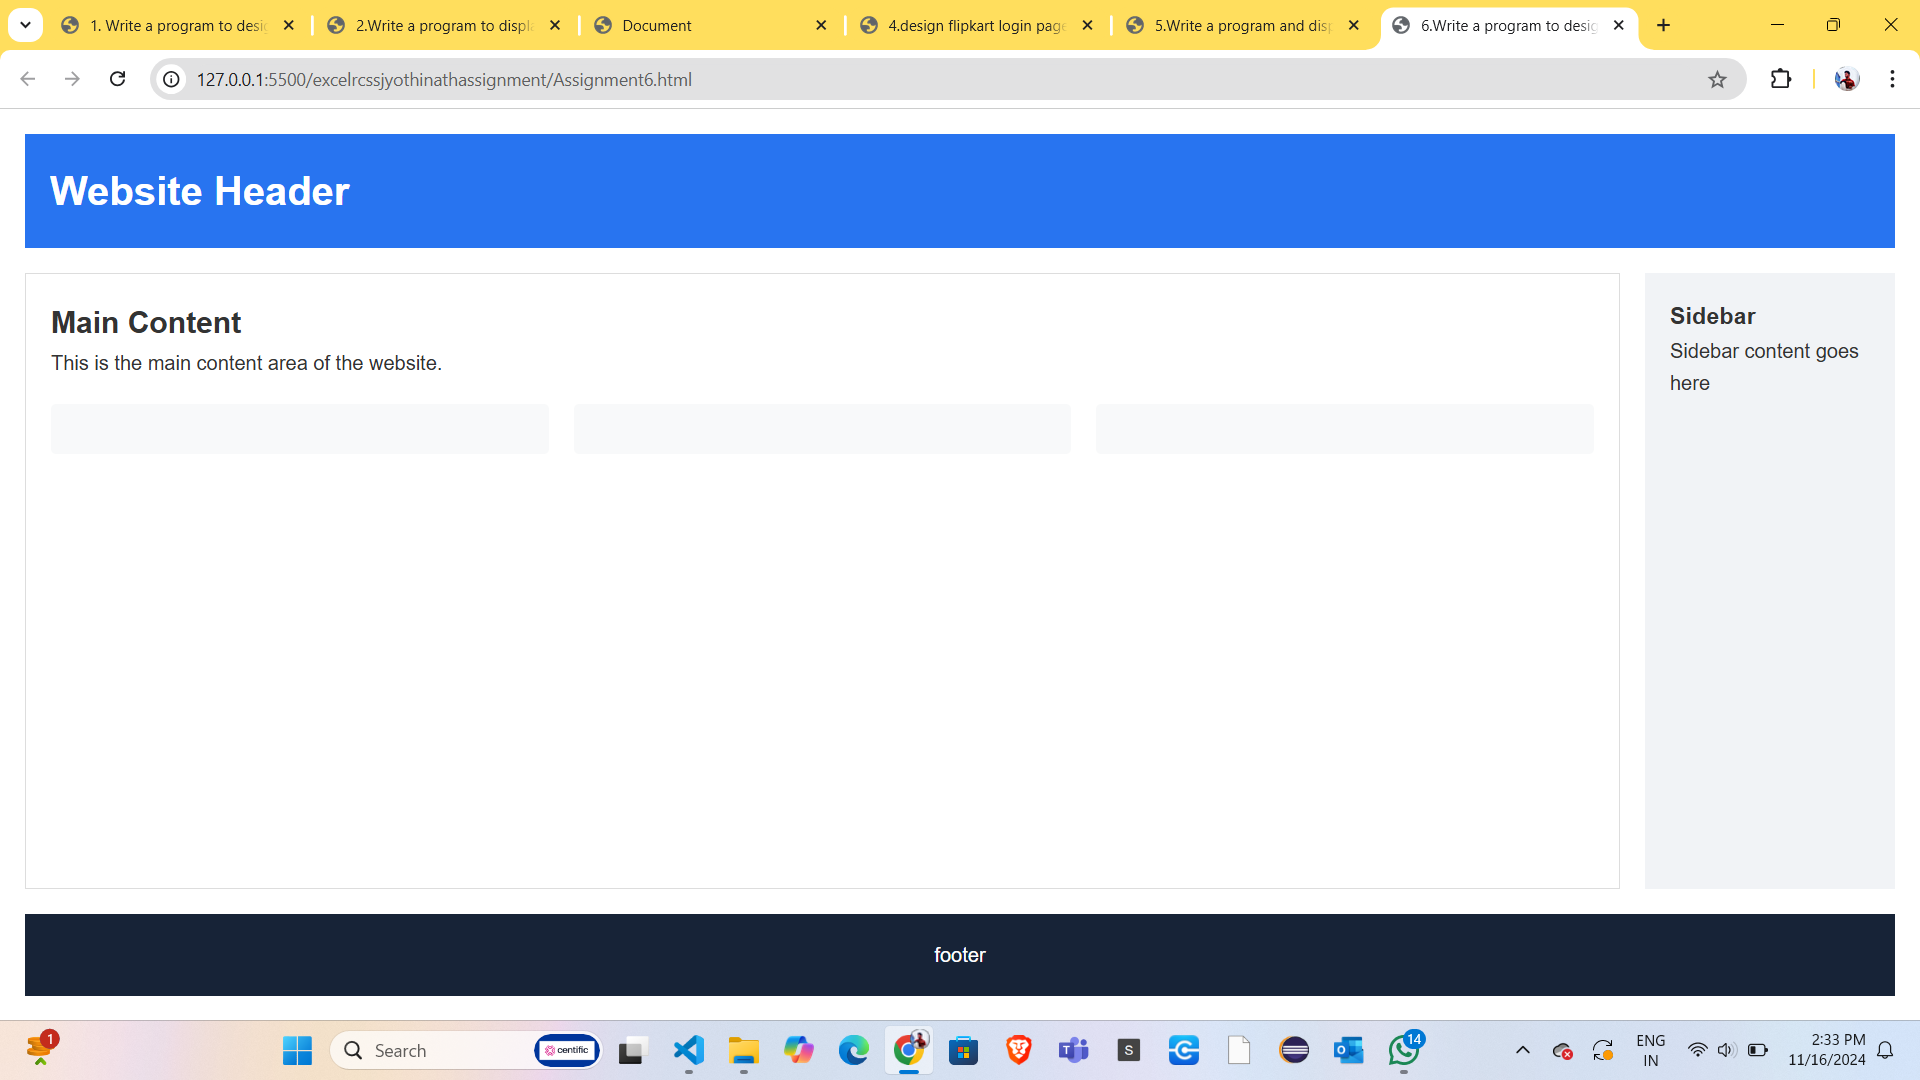 1. Write a program to desig
2.Write a program to displa
Document
4.design flipkart login page
5.Write a program and disp
6.Write a program to desig
127.0.0.1:5500/excelrcssjyothinathassignment/Assignment6.html
Website Header
Main Content
This is the main content area of the website.
Sidebar
Sidebar content goes
here
footer
1
Search
centific
S
14
ENG
IN
2:33 PM
11/16/2024